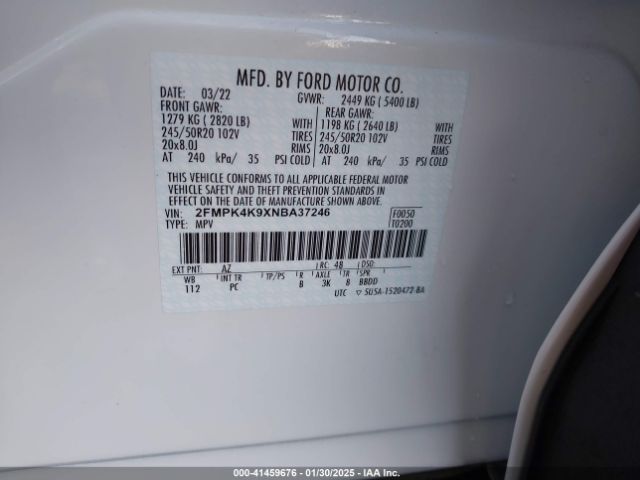 MFD. BY FORD MOTOR CO.
DATE: 03/22 GVWR: 2449 KG ( 5400 LB)
FRONT GAWR: REAR GAWR:
1279 KG ( 2820 LB) WITH 1198 KG ( 2640 LB) WITH
245/50R20 102V TIRES 245/50R20 102V TIRES
20x8.0J RIMS 20x8.0J RIMS
AT 240 kPa/ 35 PSI COLD AT 240 kPa/ 35 PSI COLD
THIS VEHICLE CONFORMS TO ALL APPLICABLE FEDERAL MOTOR
VEHICLE SAFETY AND THEFT PREVENTION STANDARDS IN
EFFECT ON THE DATE OF MANUFACTURE SHOWN ABOVE.
VIN: 2FMPK4K9XNBA37246 F0050
TYPE: MPV T0200
EXT PNT: AZ RC: 48 DSO:
WB INT TR TP/PS R AXLE TR SPR
112 PC B 3K 8 BBDD
UTC ▽ 5U5A-1520472-BA
000-41459676 - 01/30/2025 - IAA Inc.